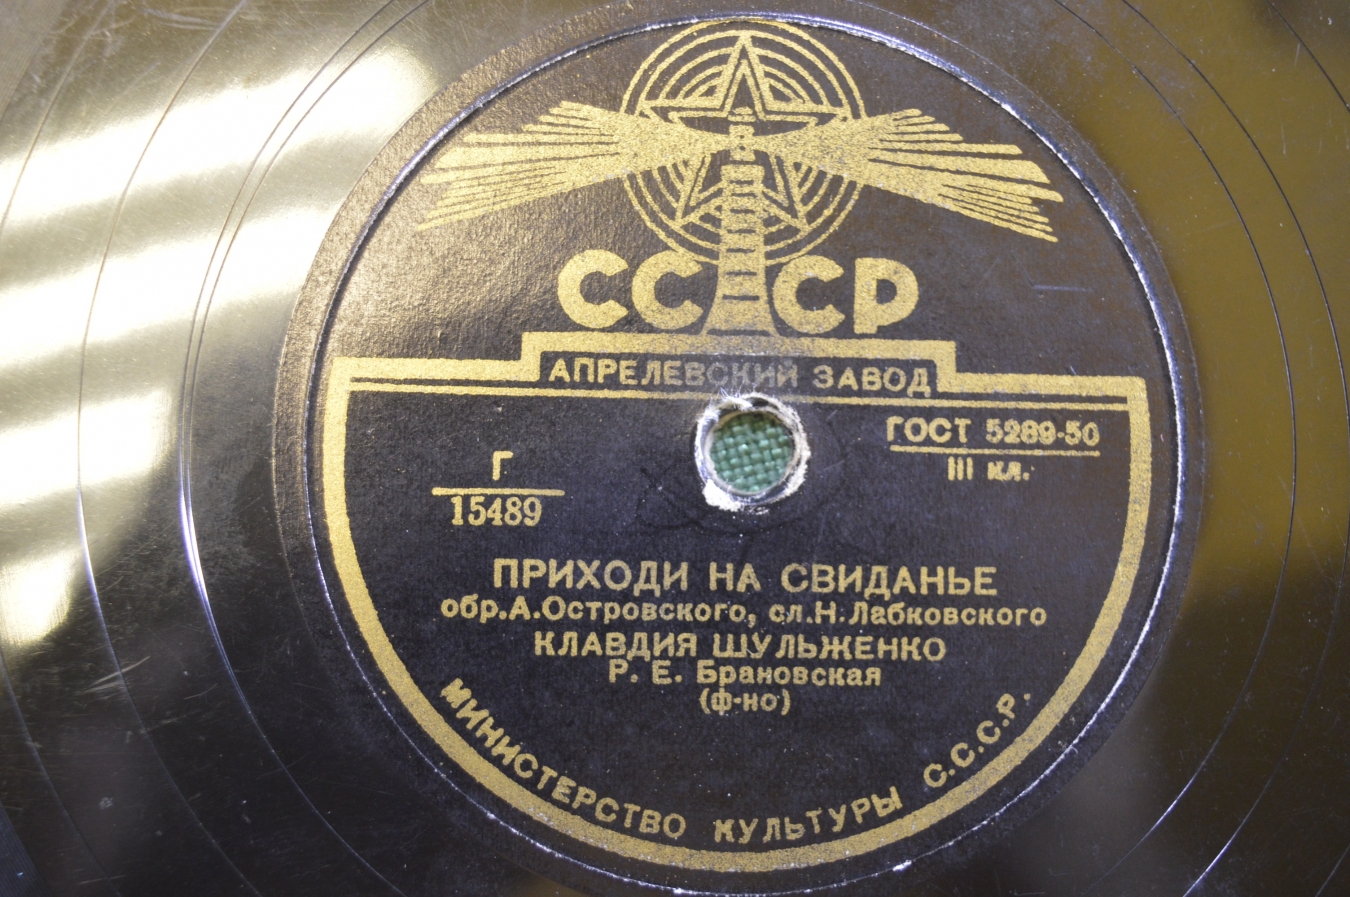 СССР
АПРЕЛЕВСКИЙ ЗАВОД
ГОСТ 5289-50
III кл.
Г
15489
ПРИХОДИ НА СВИДАНЬЕ
обр.А.Островского, сл.Н.Лабковского
КЛАВДИЯ ШУЛЬЖЕНКО
Р. Е. Брановская
(ф-но)
МИНИСТЕРСТВО КУЛЬТУРЫ С.С.С.Р.